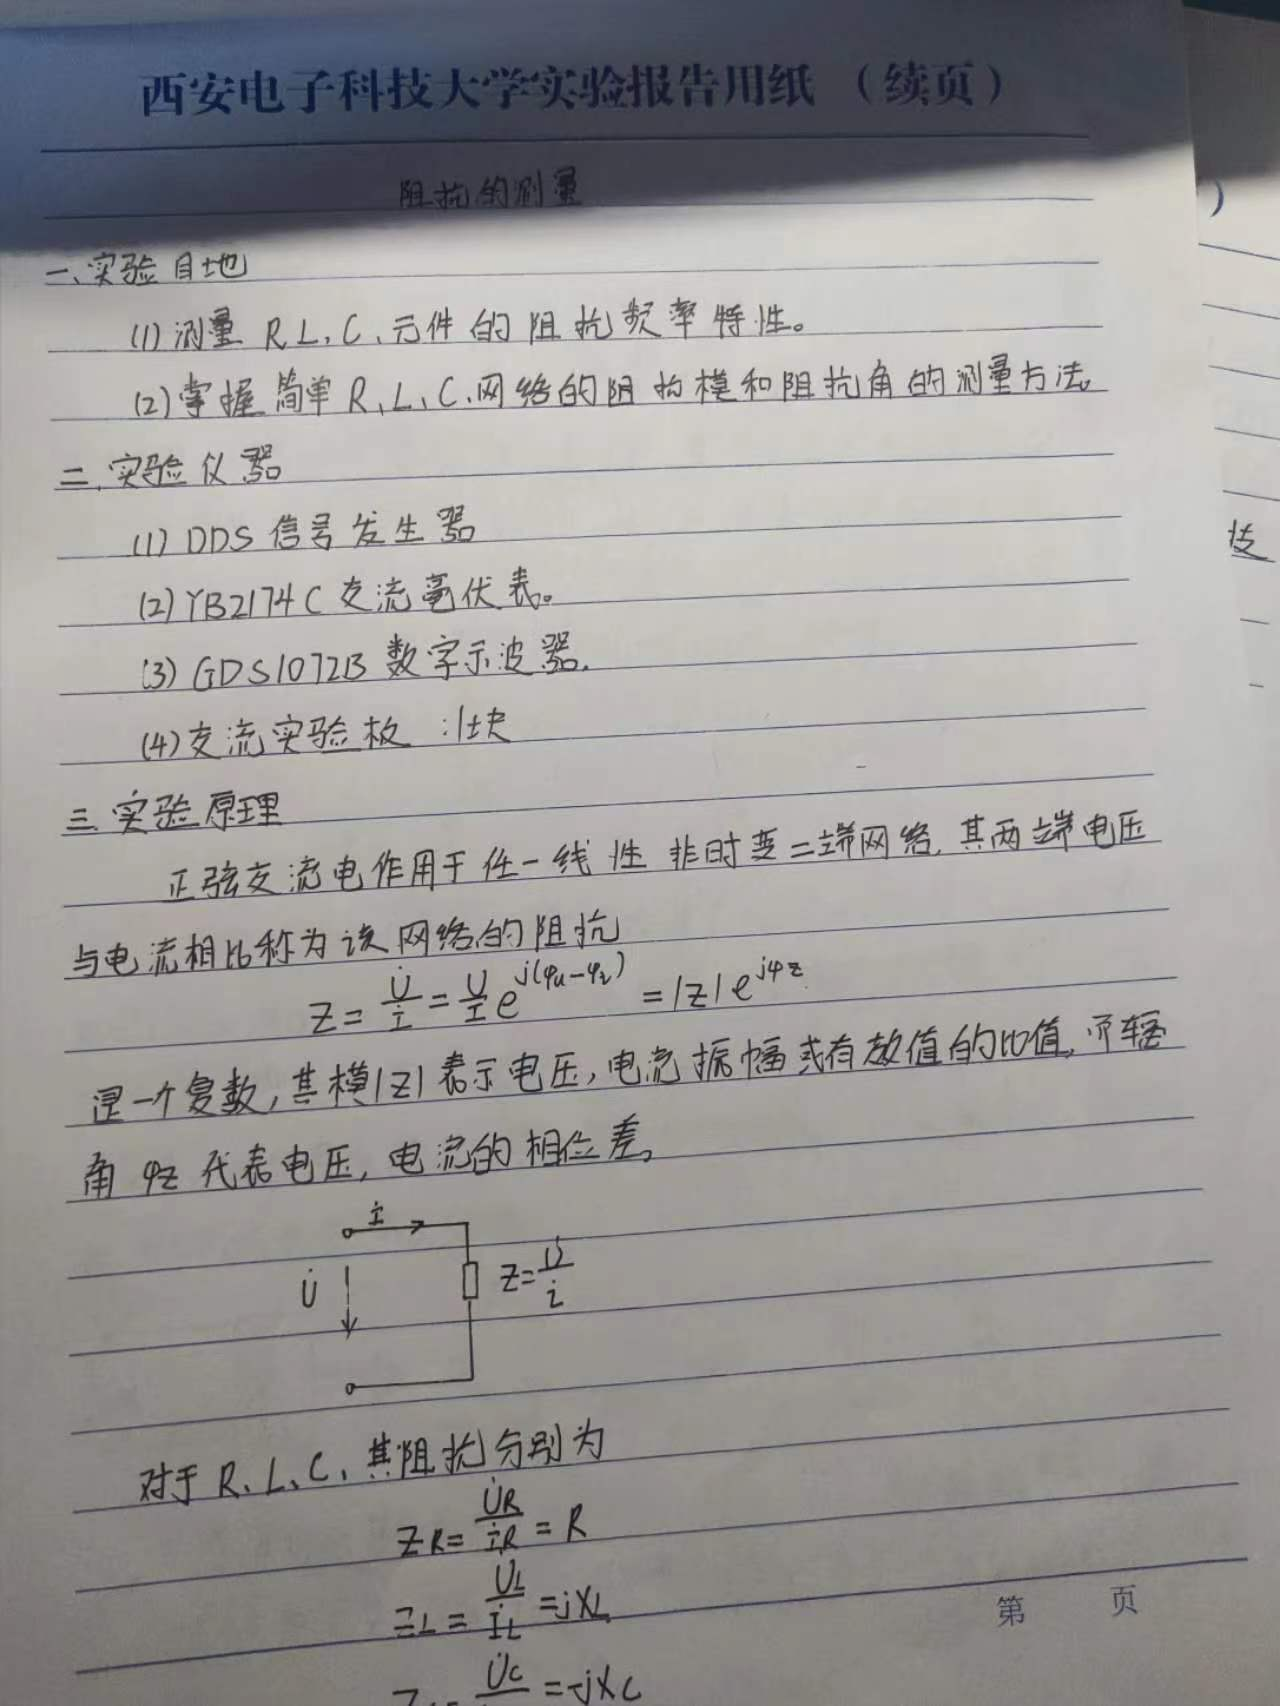 西安电子科技大学实验报告用纸（续页）
阻抗的测量
一、实验目地
(1) 测量 R、L、C、元件的阻抗频率特性。
(2) 掌握简单 R、L、C、网络的阻抗模和阻抗角的测量方法。
二、实验仪器
(1) DDS 信号发生器
(2) YB2174C 交流毫伏表。
(3) GDS1072B 数字示波器.
(4) 交流实验板 :1块
三、实验原理
正弦交流电作用于任一线性非时变二端网络,其两端电压
与电流相比称为该网络的阻抗
Z = U̇/İ = U/I e^j(φu-φi) = |Z| e^jφz
是一个复数,其模|Z|表示电压,电流振幅或有效值的比值,
角 φz 代表电压,电流的相位差。
İ
U̇
Z = U̇/İ
对于 R、L、C、其阻抗分别为
ZR = U̇R/İR = R
ZL = U̇L/İL = jXL
U̇c = -jXc
第 页
技
）